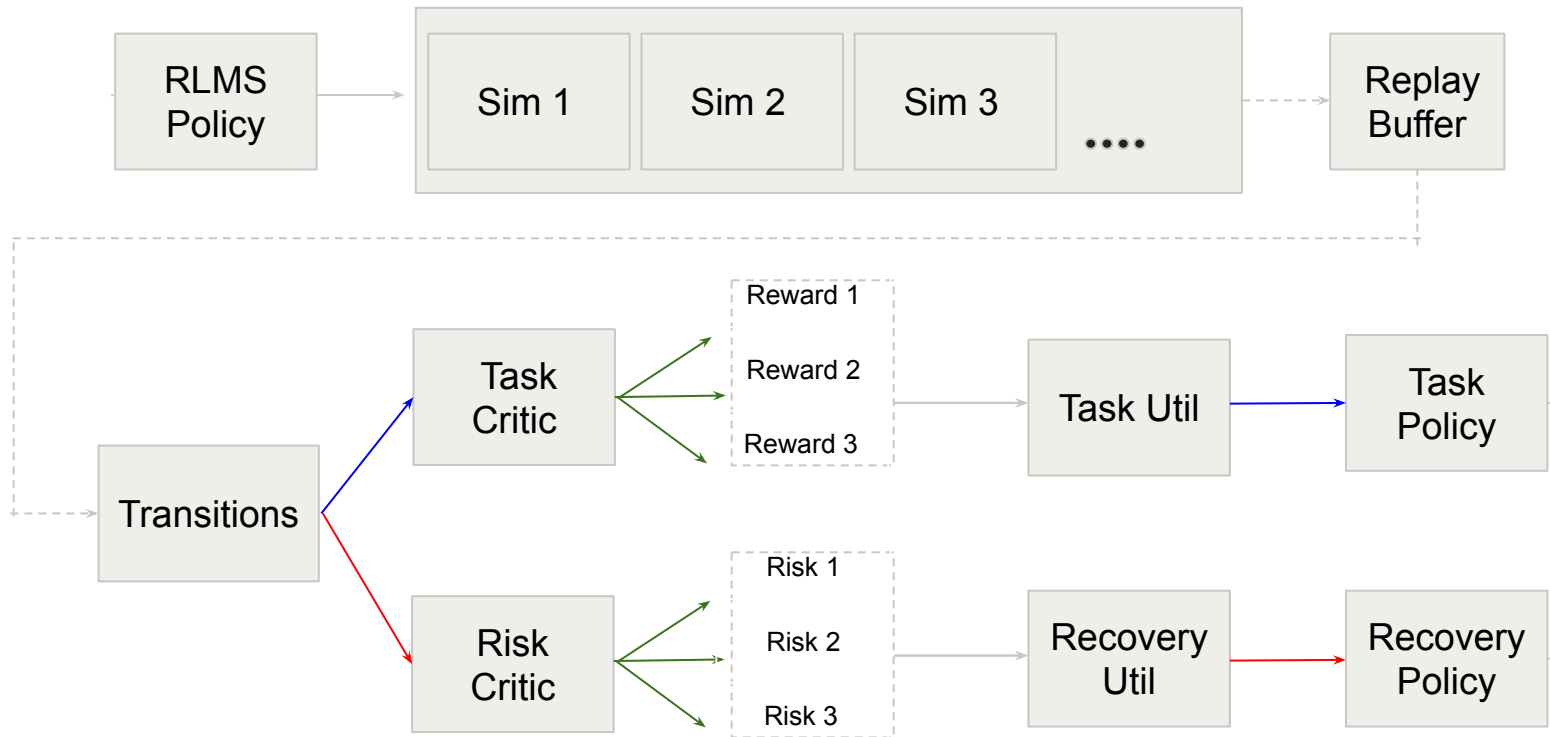 RLMS
Policy
Sim 1
Sim 2
Sim 3
....
Replay
Buffer
Reward 1
Reward 2
Reward 3
Task
Critic
Task Util
Task
Policy
Transitions
Risk 1
Risk 2
Risk 3
Risk
Critic
Recovery
Util
Recovery
Policy